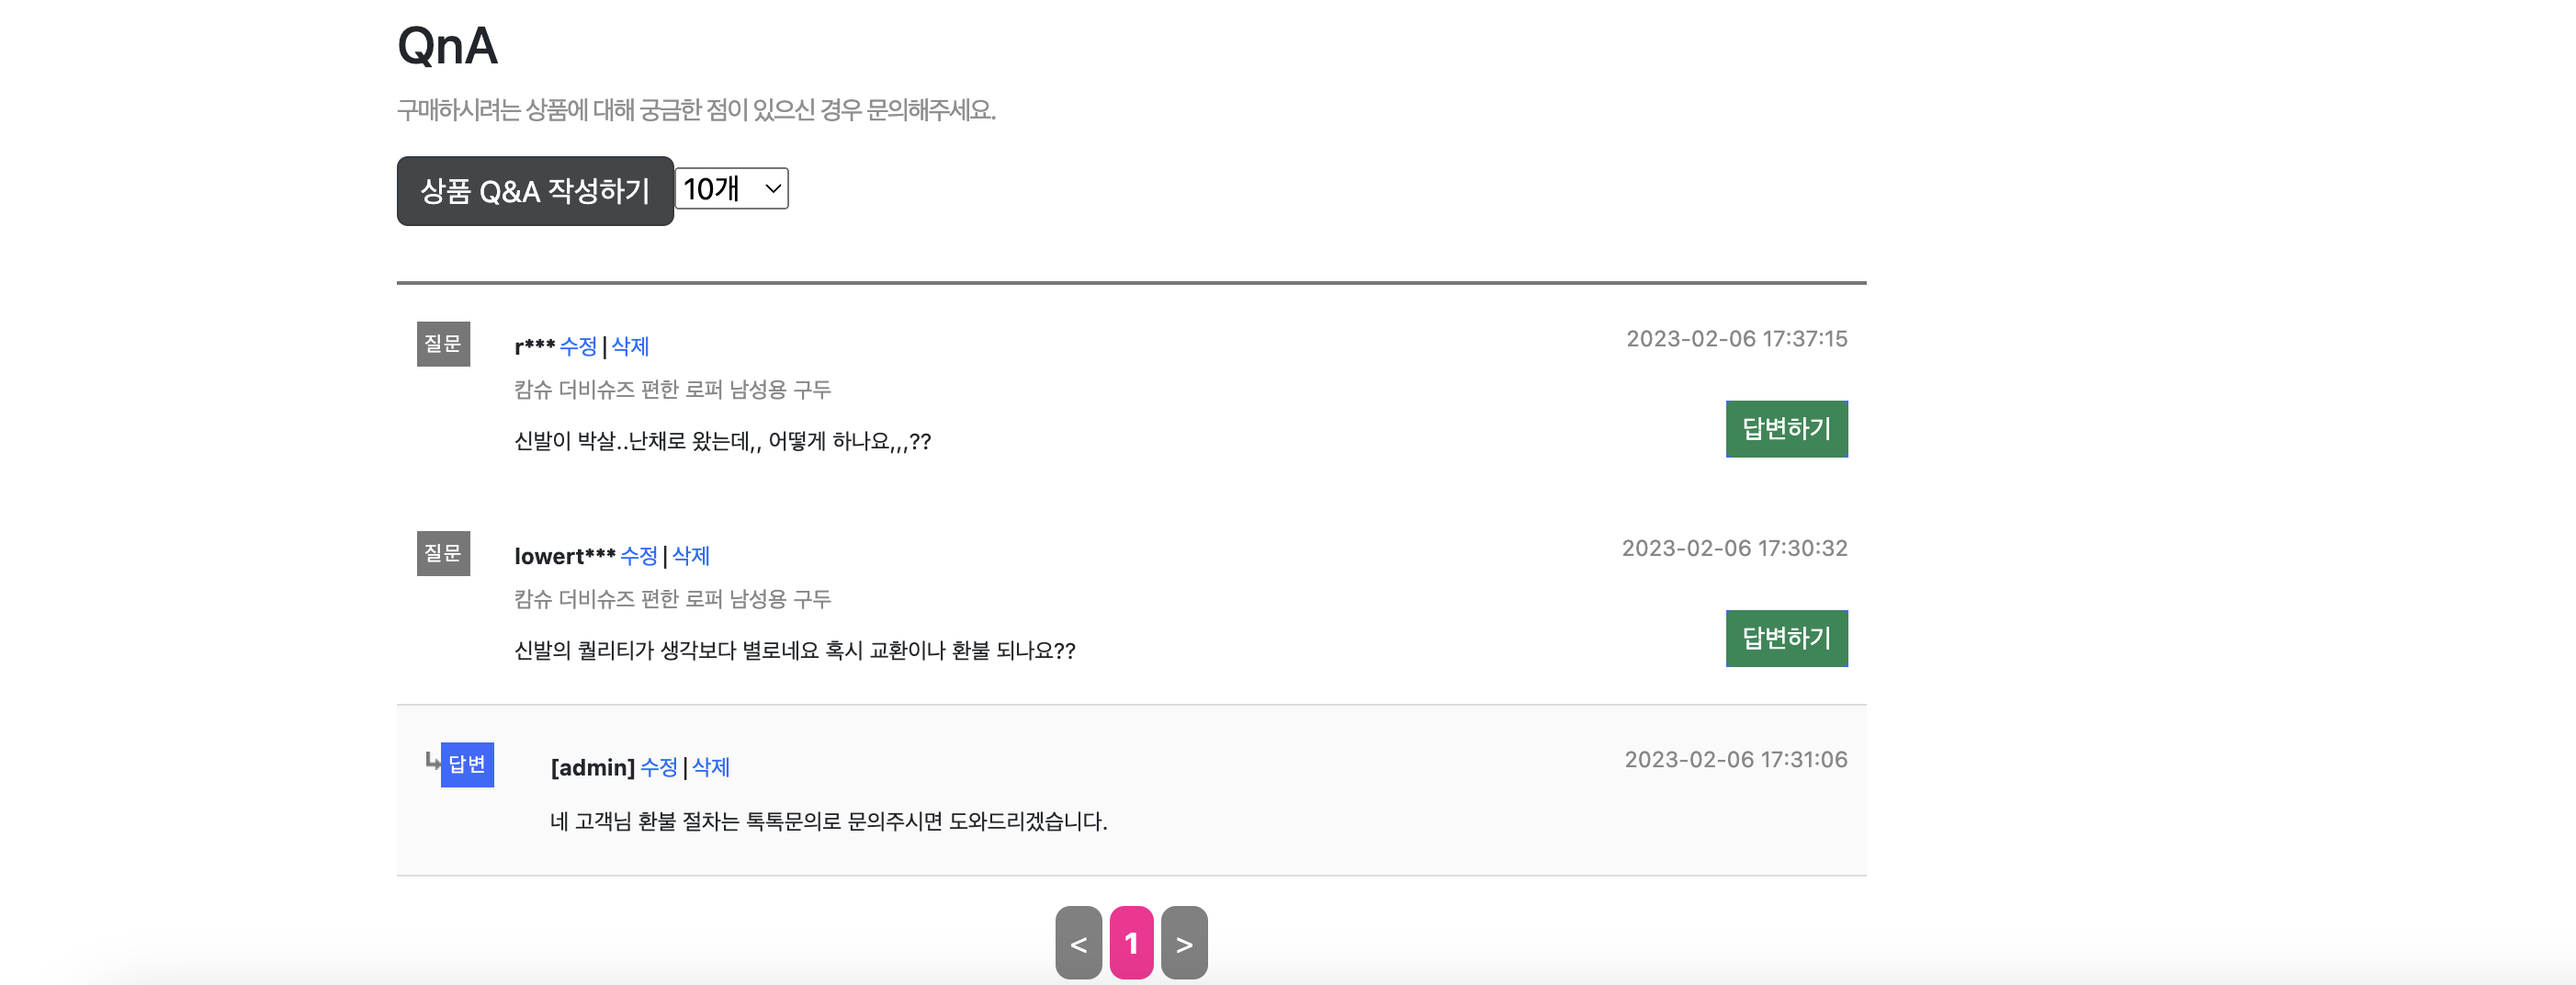 QnA
구매하시려는 상품에 대해 궁금한 점이 있으신 경우 문의해주세요.
상품 Q&A 작성하기 10개
질문 r*** 수정 | 삭제 2023-02-06 17:37:15
캄슈 더비슈즈 편한 로퍼 남성용 구두
신발이 박살..난채로 왔는데,, 어떻게 하나요,,,?? 답변하기
질문 lowert*** 수정 | 삭제 2023-02-06 17:30:32
캄슈 더비슈즈 편한 로퍼 남성용 구두
신발의 퀄리티가 생각보다 별로네요 혹시 교환이나 환불 되나요?? 답변하기
답변 [admin] 수정 | 삭제 2023-02-06 17:31:06
네 고객님 환불 절차는 톡톡문의로 문의주시면 도와드리겠습니다.
< 1 >